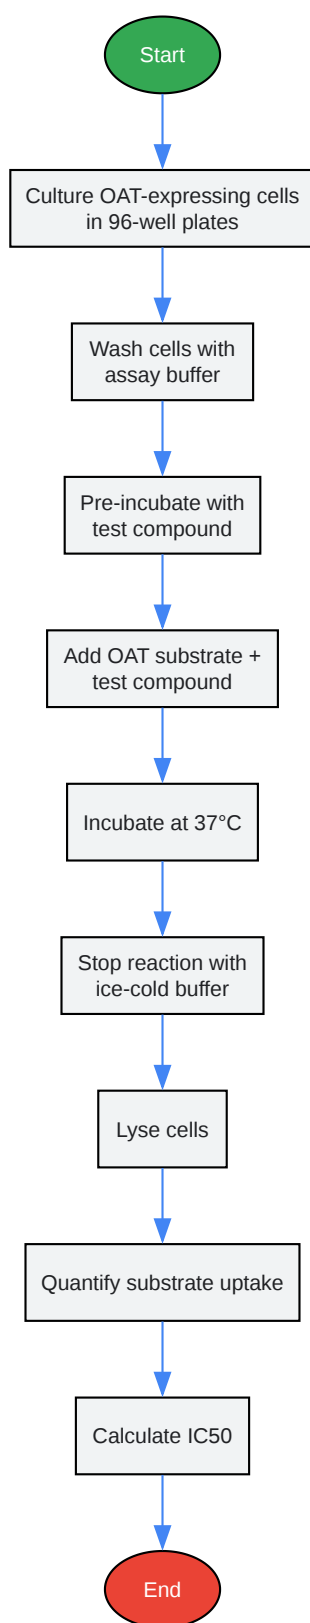 Start
Culture OAT-expressing cells
in 96-well plates
Wash cells with
assay buffer
Pre-incubate with
test compound
Add OAT substrate +
test compound
Incubate at 37°C
Stop reaction with
ice-cold buffer
Lyse cells
Quantify substrate uptake
Calculate IC50
End